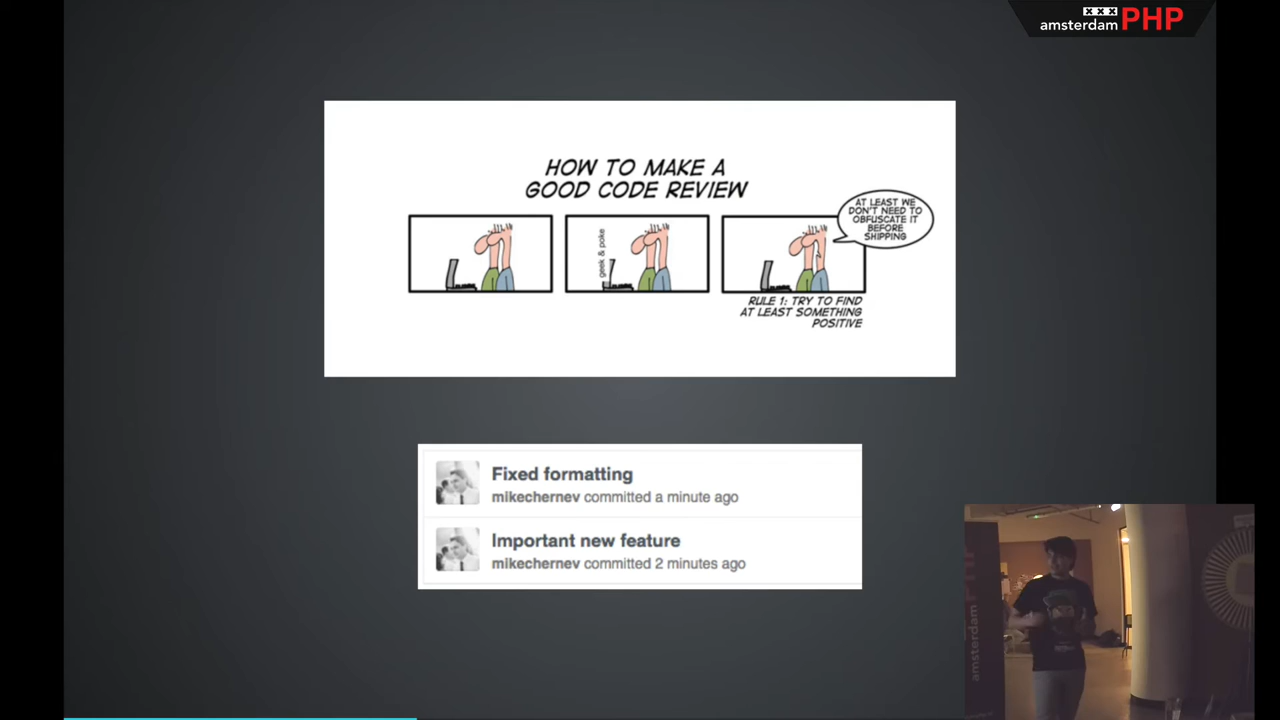 xxx
amsterdamPHP
HOW TO MAKE A
GOOD CODE REVIEW
geek & poke
AT LEAST WE
DON'T NEED TO
OBFUSCATE IT
BEFORE
SHIPPING
RULE 1: TRY TO FIND
AT LEAST SOMETHING
POSITIVE
Fixed formatting
mikechernev committed a minute ago
Important new feature
mikechernev committed 2 minutes ago
amsterdam